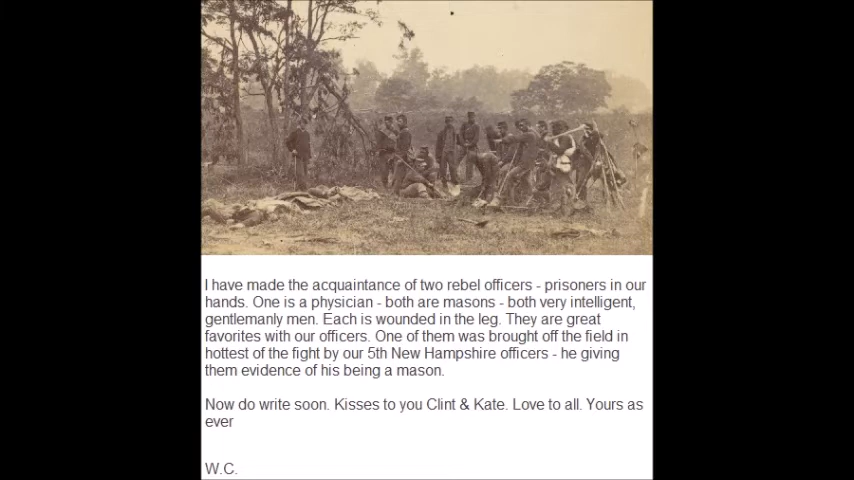 I have made the acquaintance of two rebel officers - prisoners in our
hands. One is a physician - both are masons - both very intelligent,
gentlemanly men. Each is wounded in the leg. They are great
favorites with our officers. One of them was brought off the field in
hottest of the fight by our 5th New Hampshire officers - he giving
them evidence of his being a mason.
Now do write soon. Kisses to you Clint & Kate. Love to all. Yours as
ever
W.C.